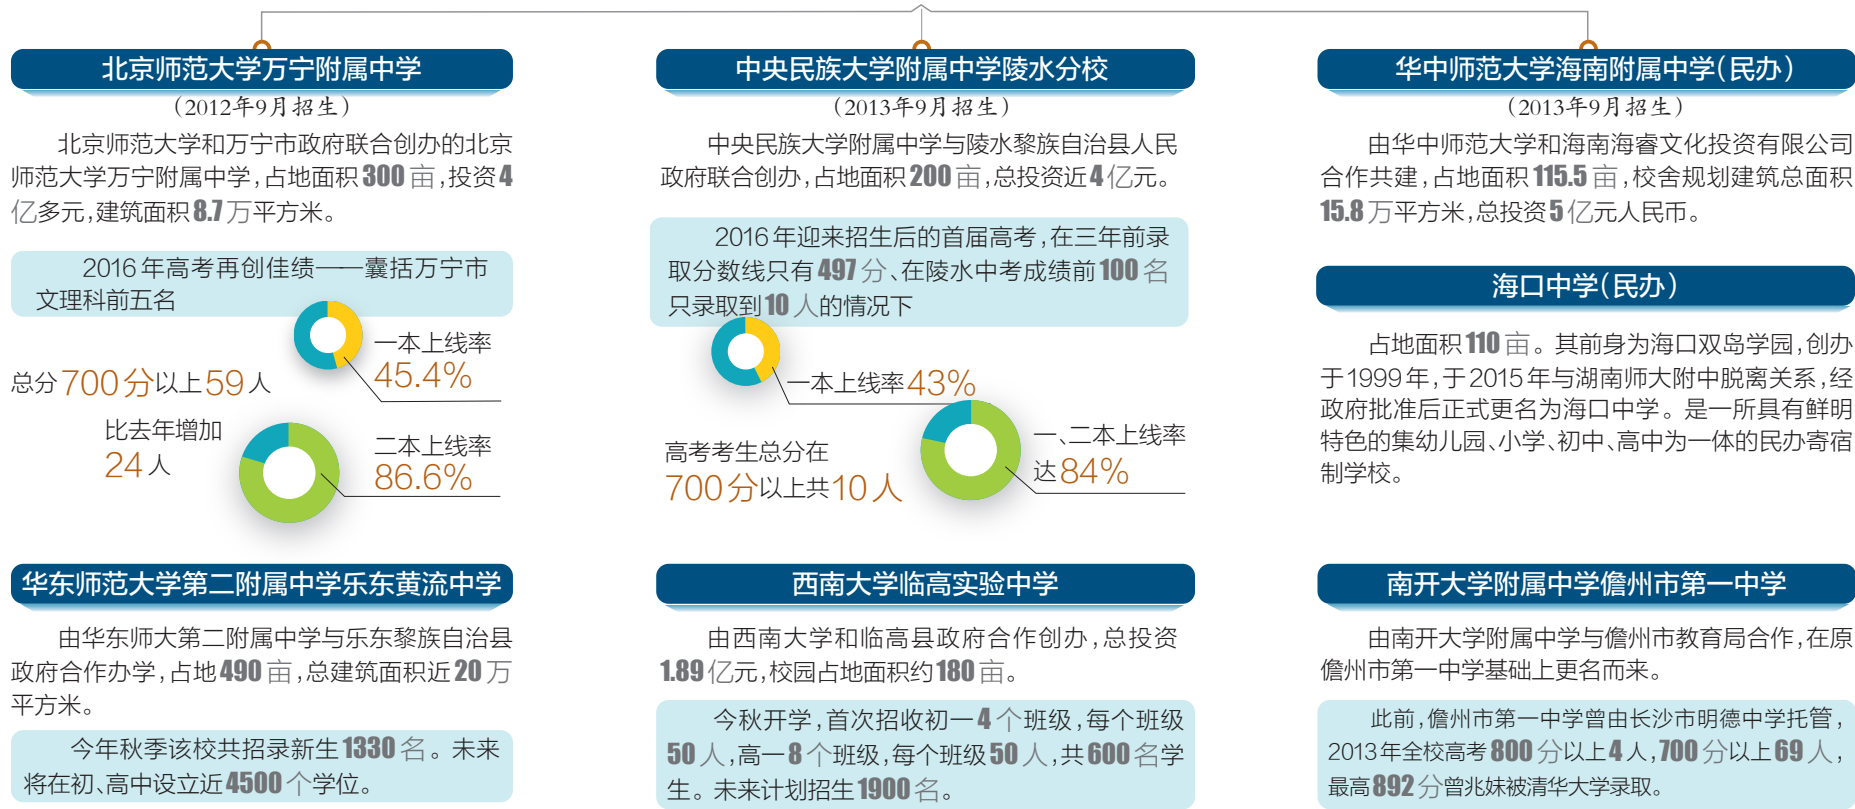 北京师范大学万宁附属中学
（2012年9月招生）
北京师范大学和万宁市政府联合创办的北京
师范大学万宁附属中学，占地面积300亩，投资4
亿多元，建筑面积8.7万平方米。
2016年高考再创佳绩——囊括万宁市
文理科前五名
一本上线率
45.4%
总分700分以上59人
比去年增加
24人
二本上线率
86.6%
中央民族大学附属中学陵水分校
（2013年9月招生）
中央民族大学附属中学与陵水黎族自治县人民
政府联合创办，占地面积200亩，总投资近4亿元。
2016年迎来招生后的首届高考，在三年前录
取分数线只有497分、在陵水中考成绩前100名
只录取到10人的情况下
一本上线率43%
高考考生总分在
700分以上共10人
一、二本上线率
达84%
华中师范大学海南附属中学（民办）
（2013年9月招生）
由华中师范大学和海南海睿文化投资有限公司
合作共建，占地面积115.5亩，校舍规划建筑总面积
15.8万平方米，总投资5亿元人民币。
海口中学（民办）
占地面积110亩。其前身为海口双岛学园，创办
于1999年，于2015年与湖南师大附中脱离关系，经
政府批准后正式更名为海口中学。是一所具有鲜明
特色的集幼儿园、小学、初中、高中为一体的民办寄宿
制学校。
华东师范大学第二附属中学乐东黄流中学
由华东师大第二附属中学与乐东黎族自治县
政府合作办学，占地490亩，总建筑面积近20万
平方米。
今年秋季该校共招录新生1330名。未来
将在初、高中设立近4500个学位。
西南大学临高实验中学
由西南大学和临高县政府合作创办，总投资
1.89亿元，校园占地面积约180亩。
今秋开学，首次招收初一4个班级，每个班级
50人，高一8个班级，每个班级50人，共600名学
生。未来计划招生1900名。
南开大学附属中学儋州市第一中学
由南开大学附属中学与儋州市教育局合作，在原
儋州市第一中学基础上更名而来。
此前，儋州市第一中学曾由长沙市明德中学托管，
2013年全校高考800分以上4人，700分以上69人，
最高892分曾兆妹被清华大学录取。